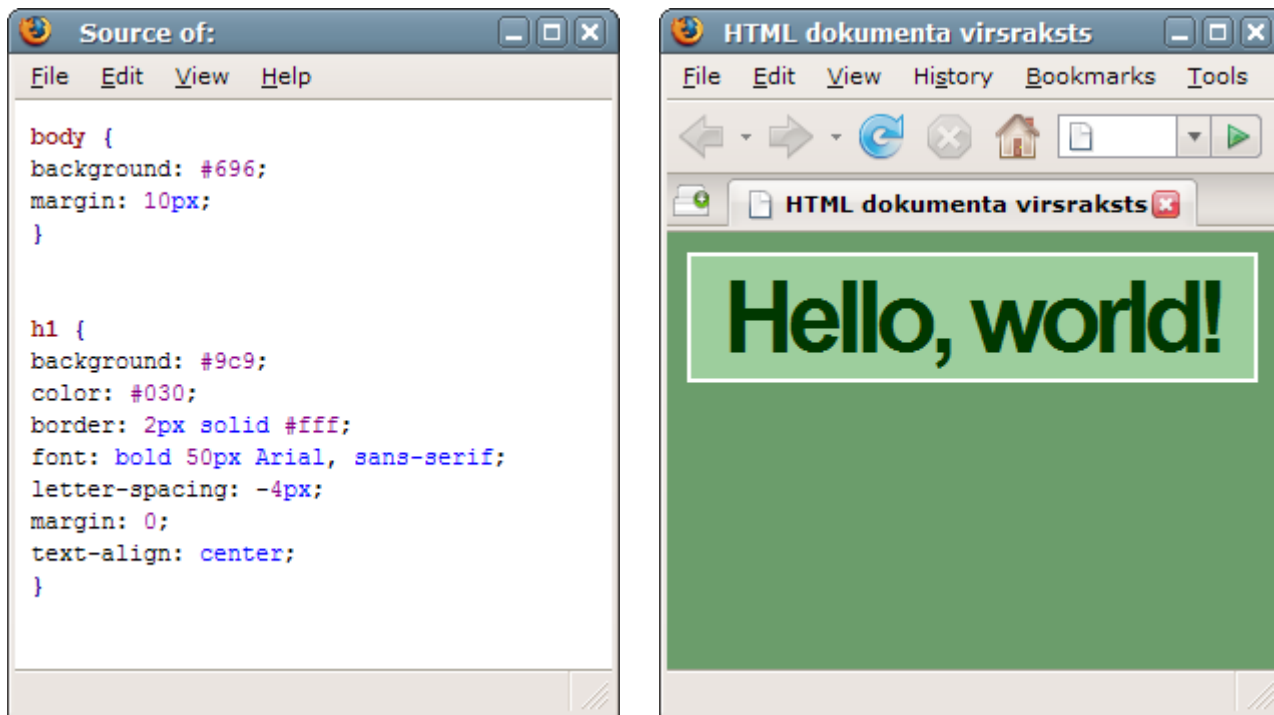 Source of:
File Edit View Help
body {
background: #696;
margin: 10px;
}
h1 {
background: #9c9;
color: #030;
border: 2px solid #fff;
font: bold 50px Arial, sans-serif;
letter-spacing: -4px;
margin: 0;
text-align: center;
}
HTML dokumenta virsraksts
File Edit View History Bookmarks Tools
HTML dokumenta virsraksts
Hello, world!